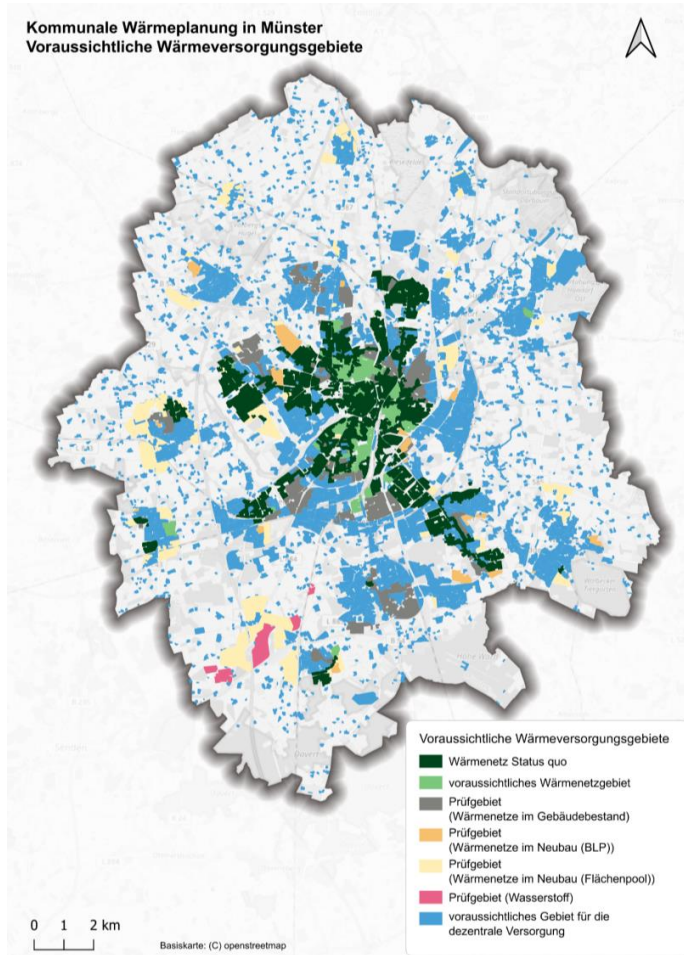 Kommunale Wärmeplanung in Münster
Voraussichtliche Wärmeversorgungsgebiete
Voraussichtliche Wärmeversorgungsgebiete
Wärmenetz Status quo
voraussichtliches Wärmenetzgebiet
Prüfgebiet
(Wärmenetze im Gebäudebestand)
Prüfgebiet
(Wärmenetze im Neubau (BLP))
Prüfgebiet
(Wärmenetze im Neubau (Flächenpool))
Prüfgebiet (Wasserstoff)
voraussichtliches Gebiet für die
dezentrale Versorgung
0 1 2 km
Basiskarte: (C) openstreetmap